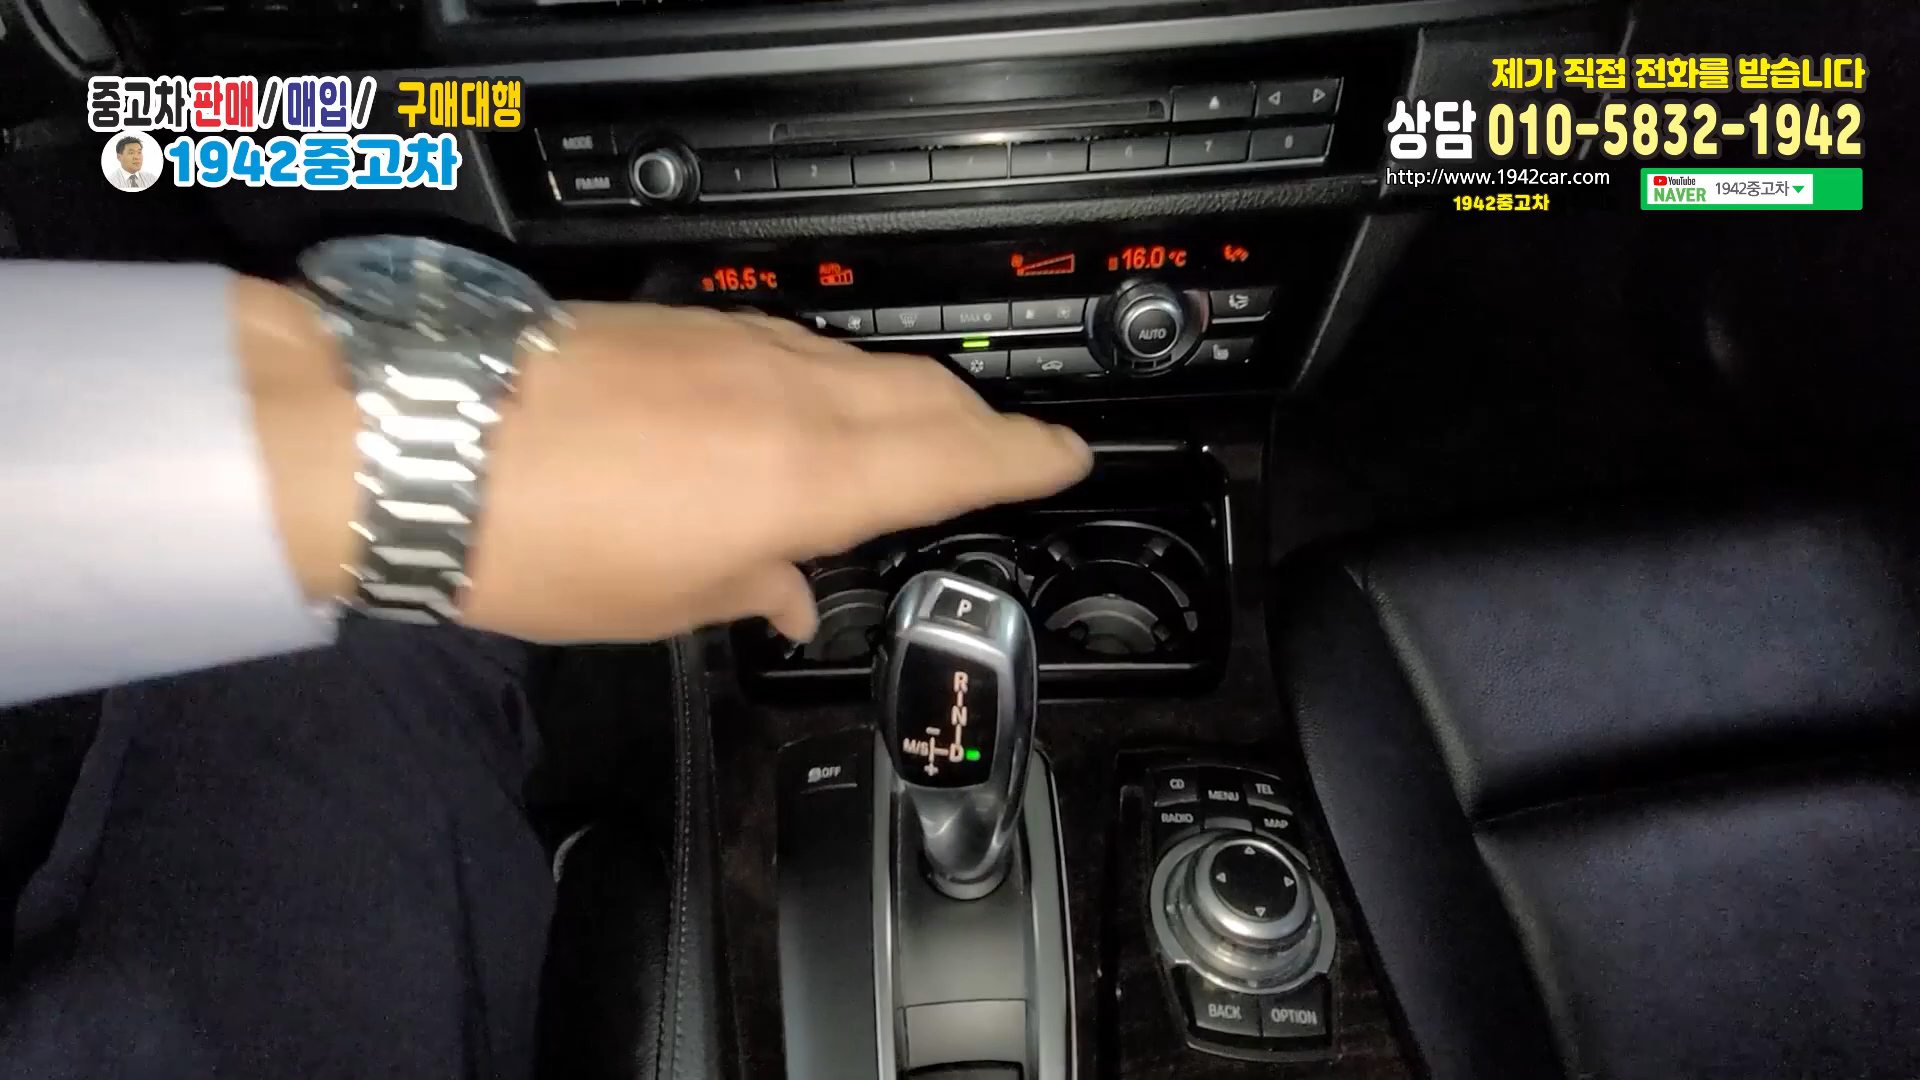 중고차 판매 / 매입 / 구매대행
1942중고차
제가 직접 전화를 받습니다
상담 010-5832-1942
http://www.1942car.com
1942중고차
YouTube
NAVER
1942중고차
MODE
FM/AM
1 2 3 4 5 6 7 8
16.5 °C
AUTO
16.0 °C
MAX
AUTO
A
P
R
N
M/S
D
OFF
CD
MENU
TEL
RADIO
MAP
BACK
OPTION